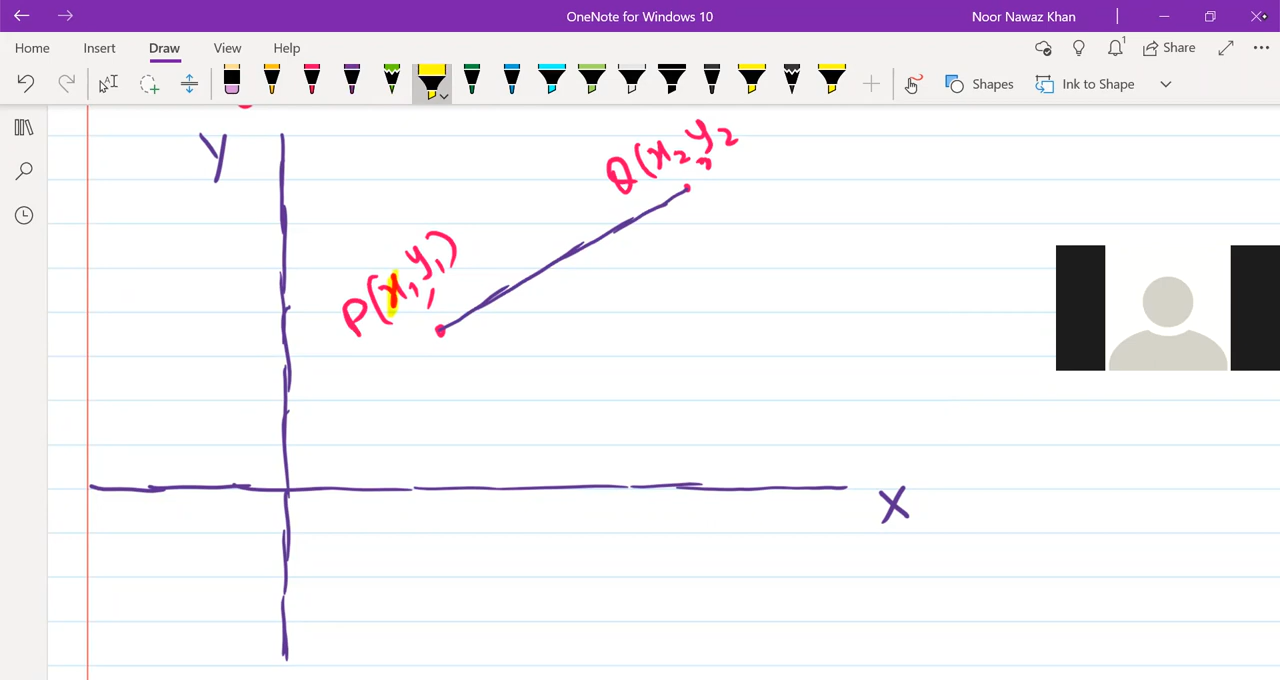 OneNote for Windows 10
Noor Nawaz Khan
Home Insert Draw View Help
1
Share
Shapes
Ink to Shape
Y
Q(x2, y2
P(x1, y1)
X